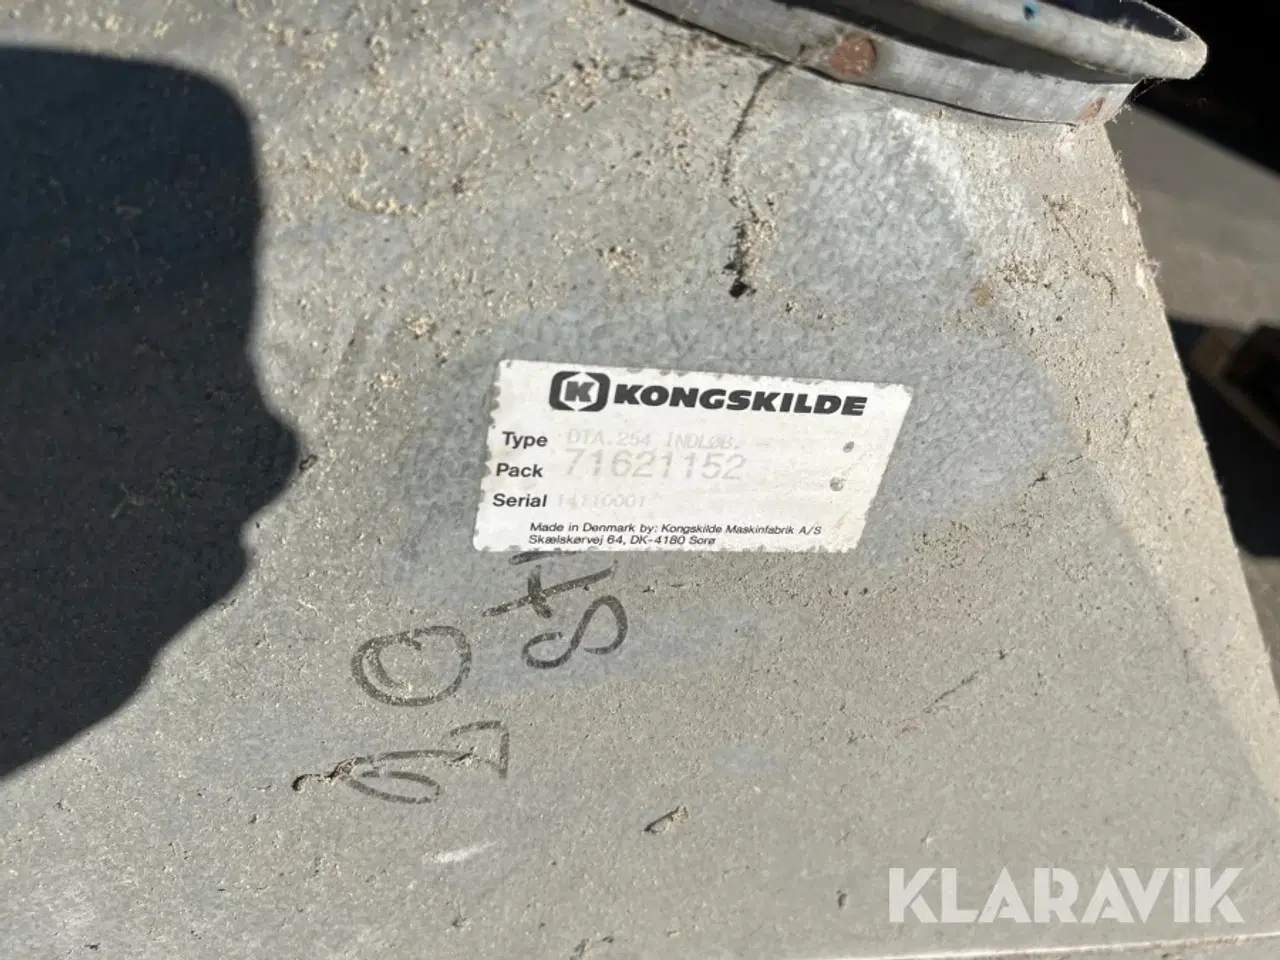 K KONGSKILDE
Type DTA.254 INDLØB.
Pack 71621152
Serial 14110001
Made in Denmark by: Kongskilde Maskinfabrik A/S
Skælskørvej 64, DK-4180 Sorø
KLARAVIK